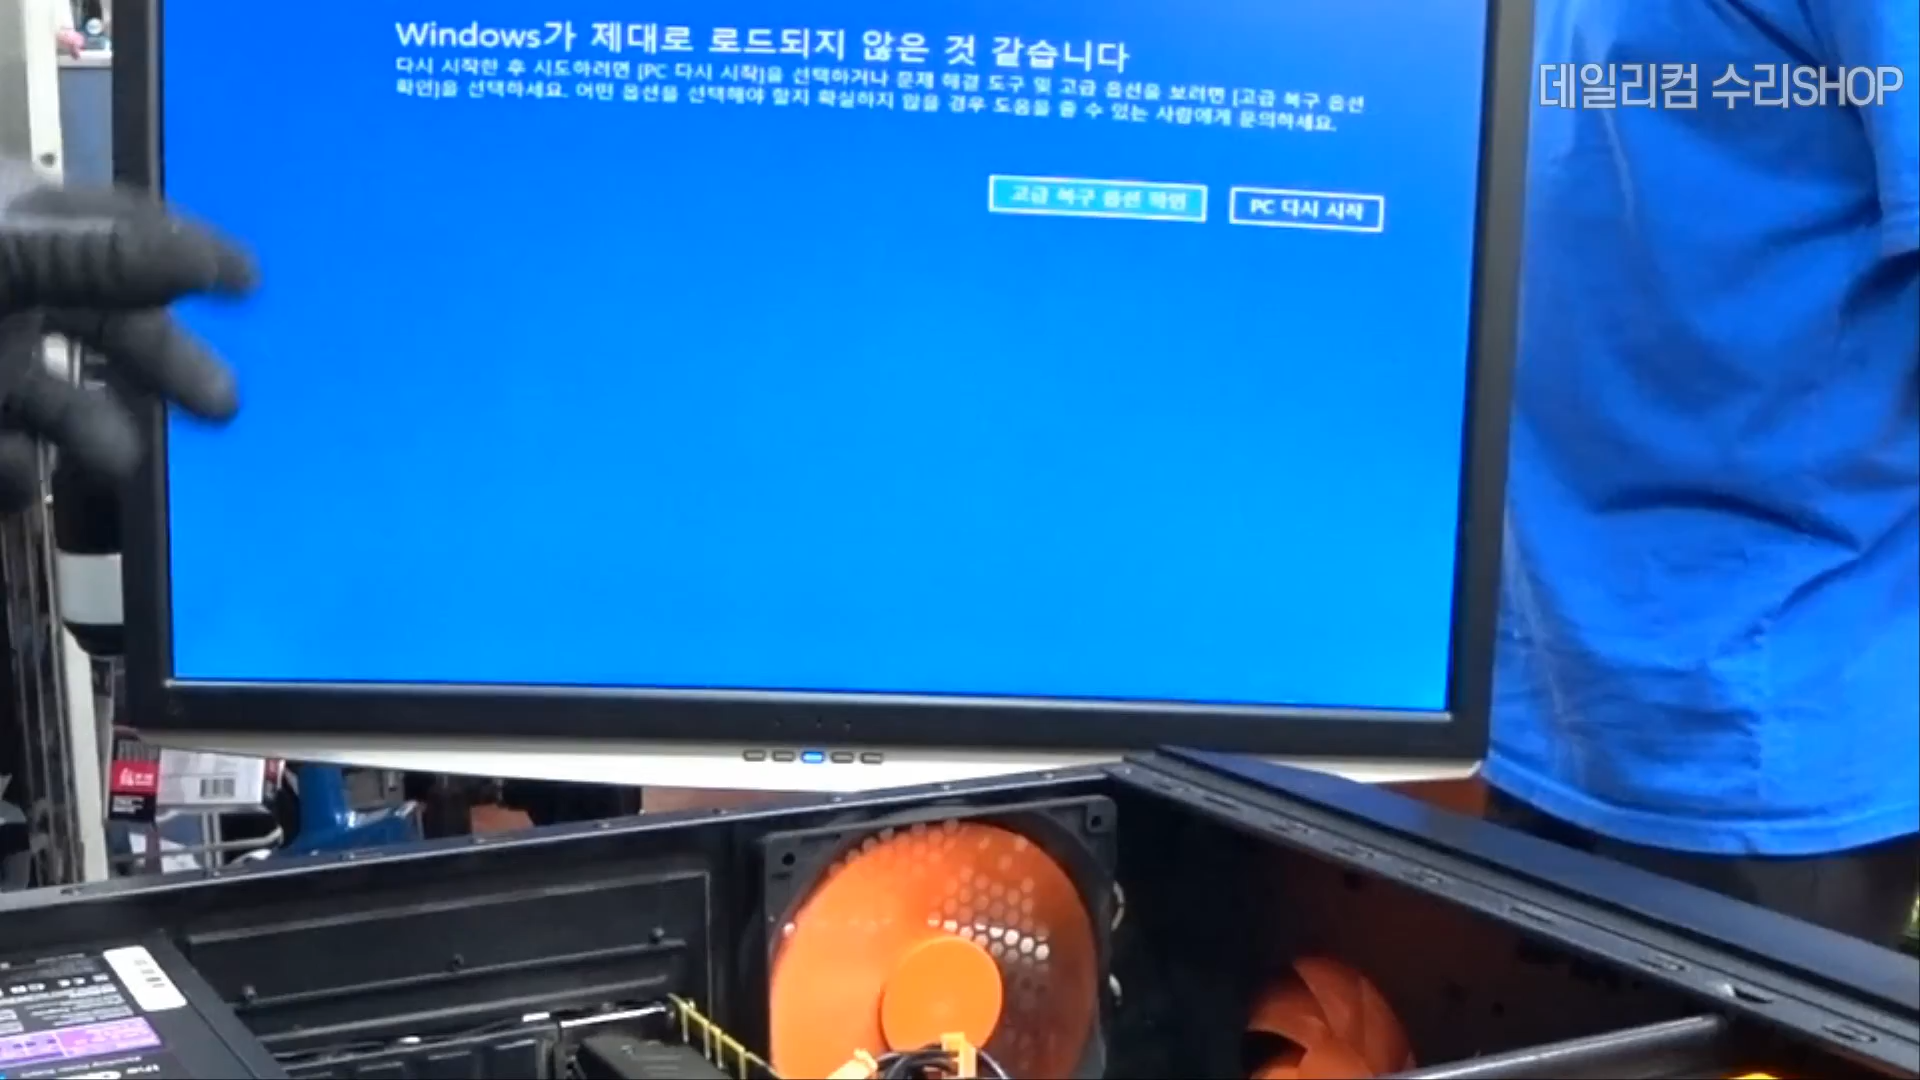 Windows가 제대로 로드되지 않은 것 같습니다
다시 시작한 후 시도하려면 [PC 다시 시작]을 선택하거나 문제 해결 도구 및 고급 옵션을 보려면 [고급 복구 옵션
확인]을 선택하세요. 어떤 옵션을 선택해야 할지 확실하지 않을 경우 도움을 줄 수 있는 사람에게 문의하세요.
고급 복구 옵션 확인
PC 다시 시작
데일리컴 수리SHOP